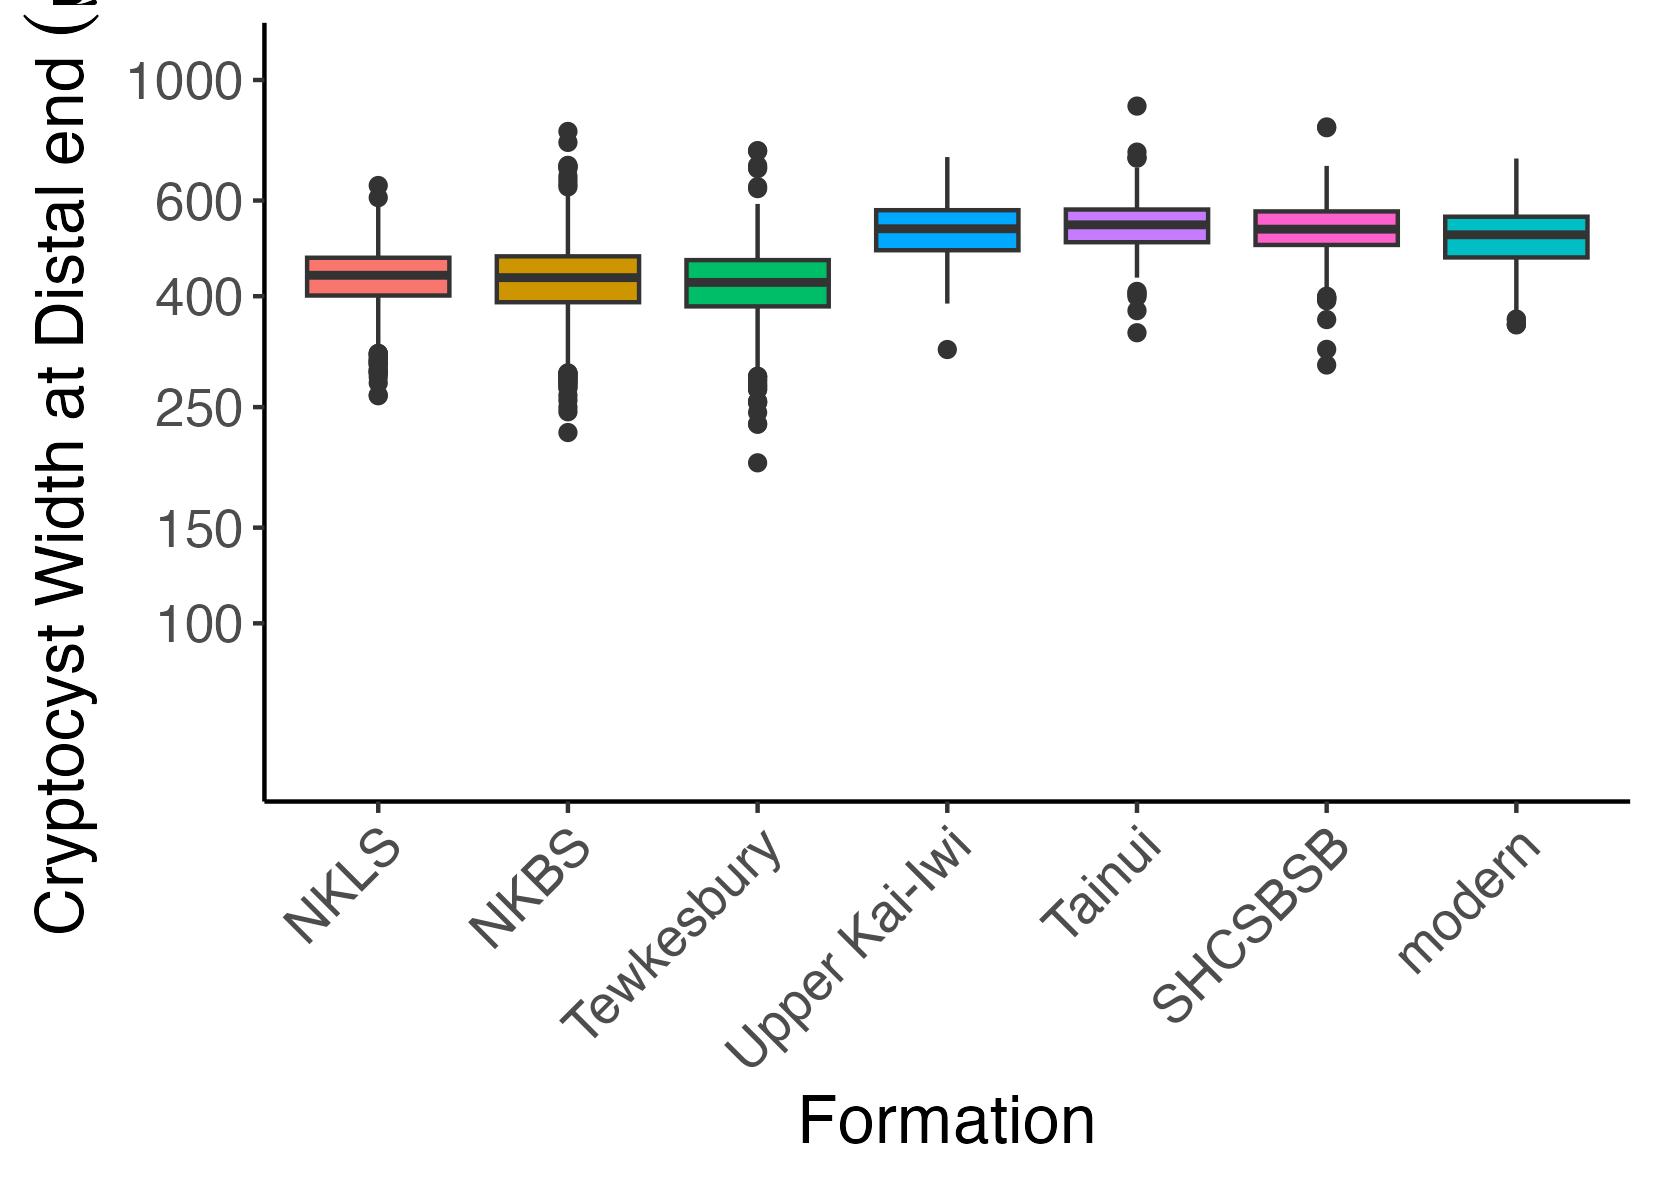 Cryptocyst Width at Distal end (
1000
600
400
250
150
100
NKLS
NKBS
Tewkesbury
Upper Kai-Iwi
Tainui
SHCSBSB
modern
Formation